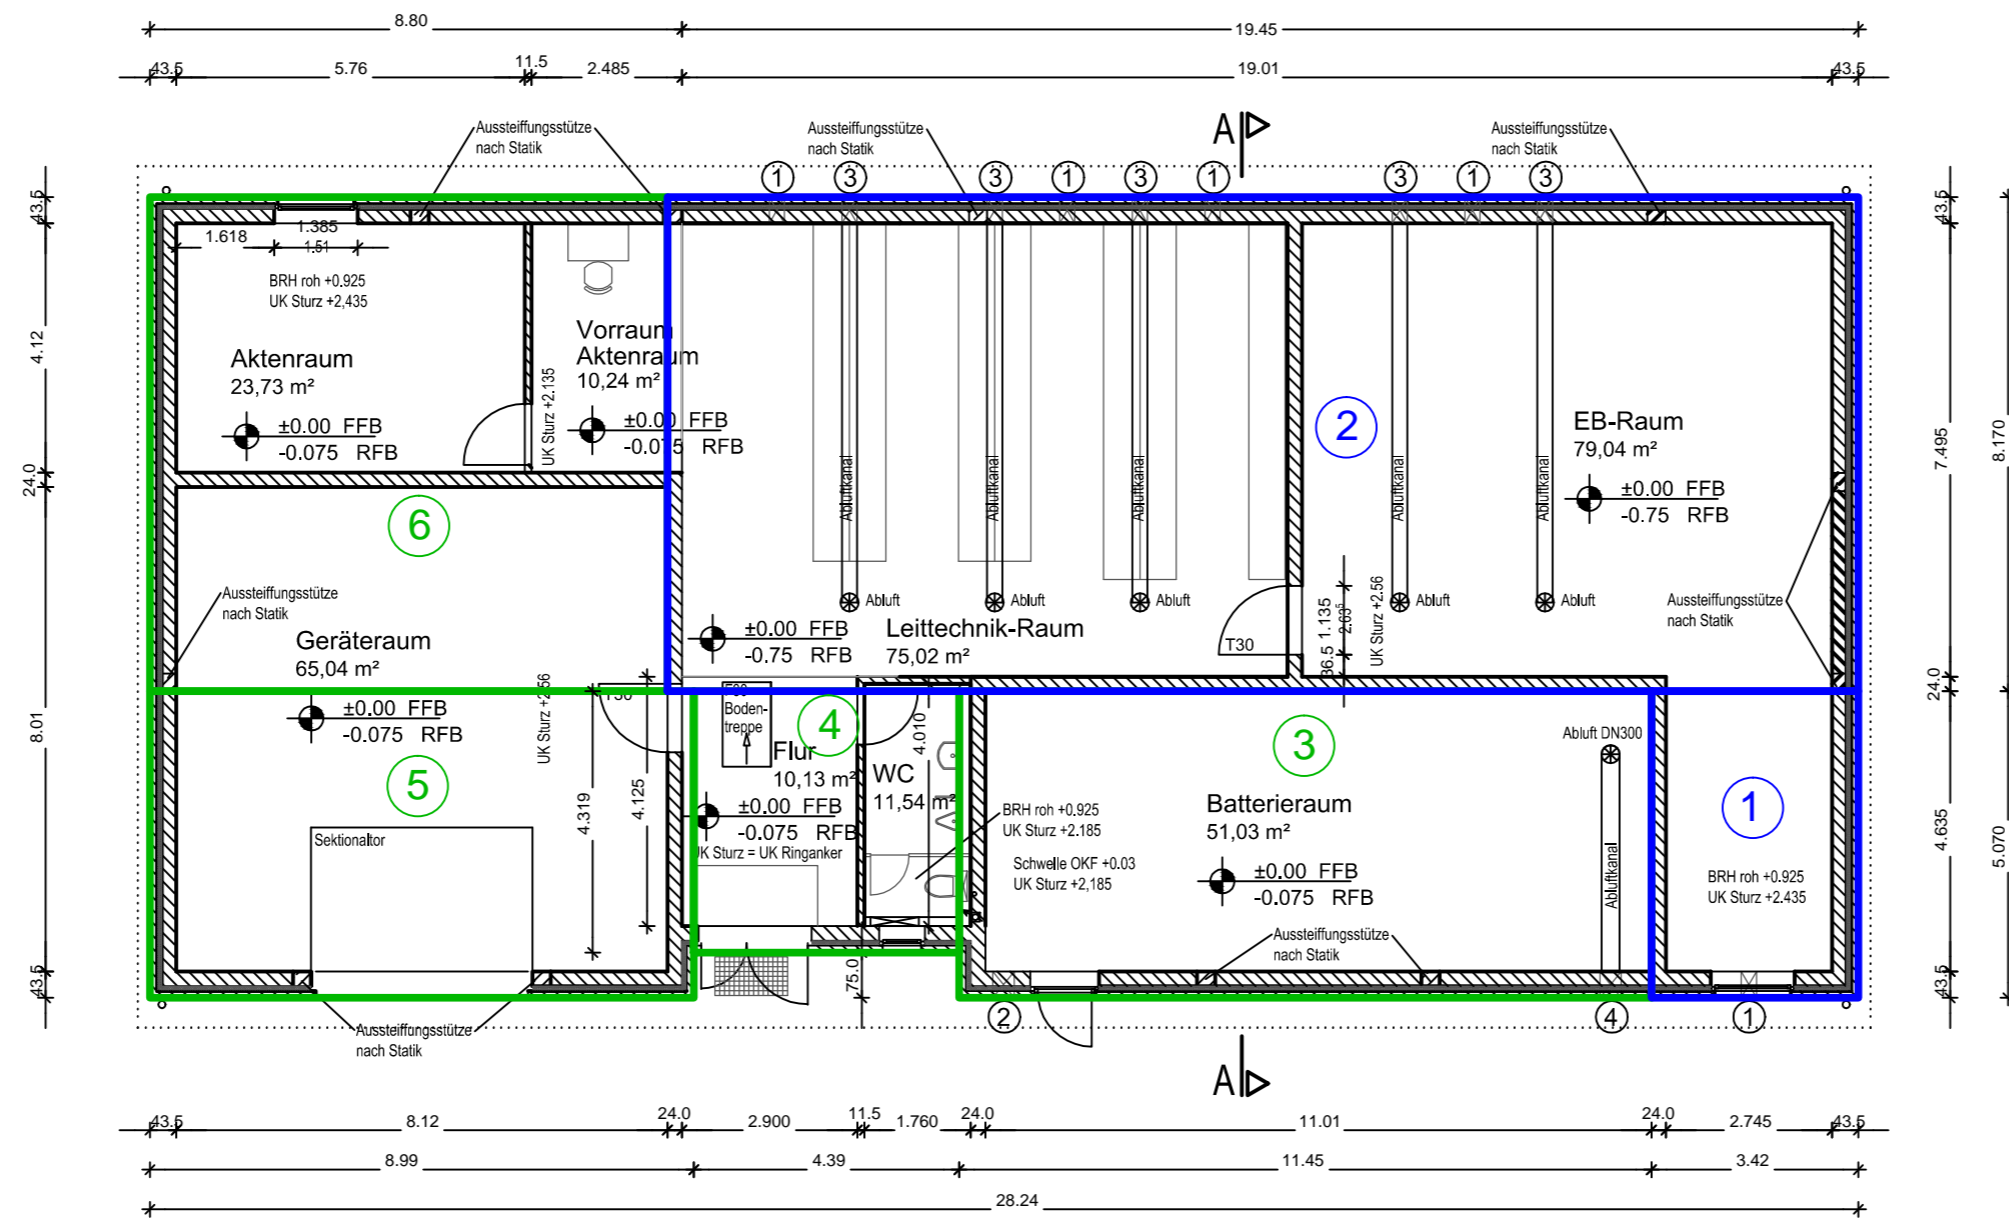 8.80
19.45
43.5
5.76
11.5
2.485
19.01
43.5
Aussteiffungsstütze
nach Statik
Aussteiffungsstütze
nach Statik
A
Aussteiffungsstütze
nach Statik
1
3
3
1
3
1
3
1
3
43.5
4.12
24.0
8.01
43.5
1.618
1.385
1.51
BRH roh +0.925
UK Sturz +2,435
Aktenraum
23,73 m²
±0.00 FFB
-0.075 RFB
UK Sturz +2.135
Vorraum
Aktenraum
10,24 m²
±0.00 FFB
-0.075 RFB
6
Aussteiffungsstütze
nach Statik
Geräteraum
65,04 m²
±0.00 FFB
-0.075 RFB
5
Sektionaltor
UK Sturz +2.56
T30
4.319
4.125
Aussteiffungsstütze
nach Statik
Abluftkanal
Abluftkanal
Abluftkanal
Abluftkanal
Abluftkanal
Abluft
Abluft
Abluft
Abluft
Abluft
±0.00 FFB
-0.75 RFB
Leittechnik-Raum
75,02 m²
T30
36.5
1.135
2.63⁵
UK Sturz +2.56
2
EB-Raum
79,04 m²
±0.00 FFB
-0.75 RFB
Aussteiffungsstütze
nach Statik
Boden-
treppe
4
Flur
10,13 m²
±0.00 FFB
-0.075 RFB
UK Sturz = UK Ringanker
4.010
WC
11,54 m²
75.0
BRH roh +0.925
UK Sturz +2.185
Schwelle OKF +0.03
UK Sturz +2,185
3
Batterieraum
51,03 m²
±0.00 FFB
-0.075 RFB
Aussteiffungsstütze
nach Statik
Abluft DN300
Abluftkanal
1
BRH roh +0.925
UK Sturz +2.435
2
4
1
43.5
7.495
24.0
4.635
43.5
8.170
5.070
A
43.5
8.12
24.0
2.900
11.5
1.760
24.0
11.01
24.0
2.745
43.5
8.99
4.39
11.45
3.42
28.24